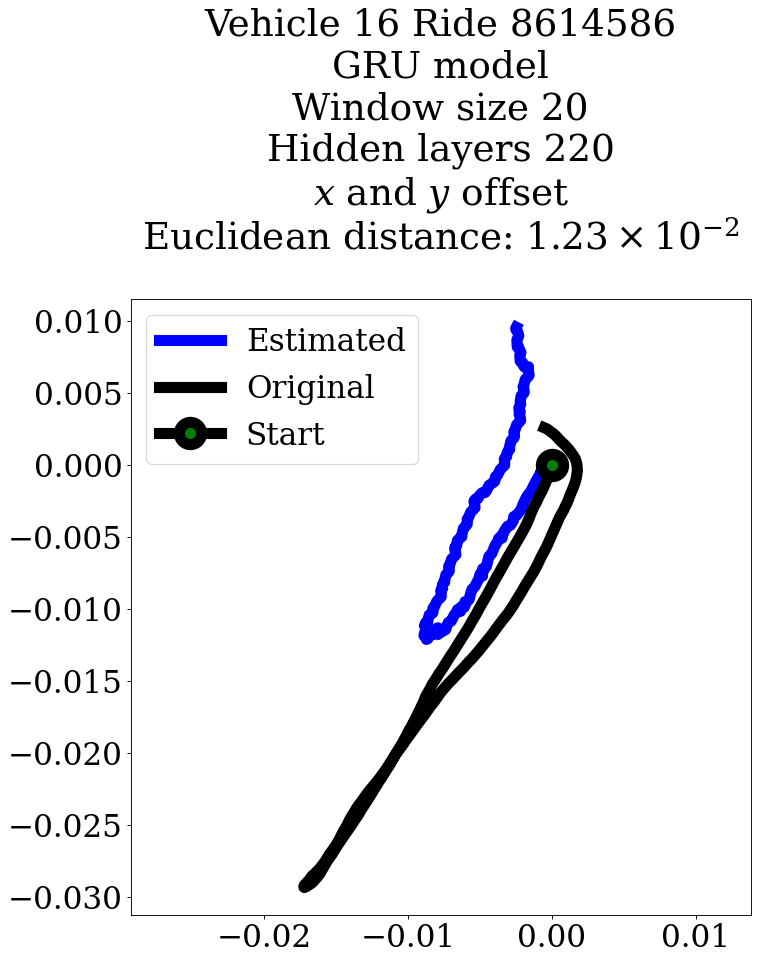 Vehicle 16 Ride 8614586
GRU model
Window size 20
Hidden layers 220
x and y offset
Euclidean distance: 1.23 × 10⁻²
Estimated
Original
Start
0.010
0.005
0.000
−0.005
−0.010
−0.015
−0.020
−0.025
−0.030
−0.02
−0.01
0.00
0.01